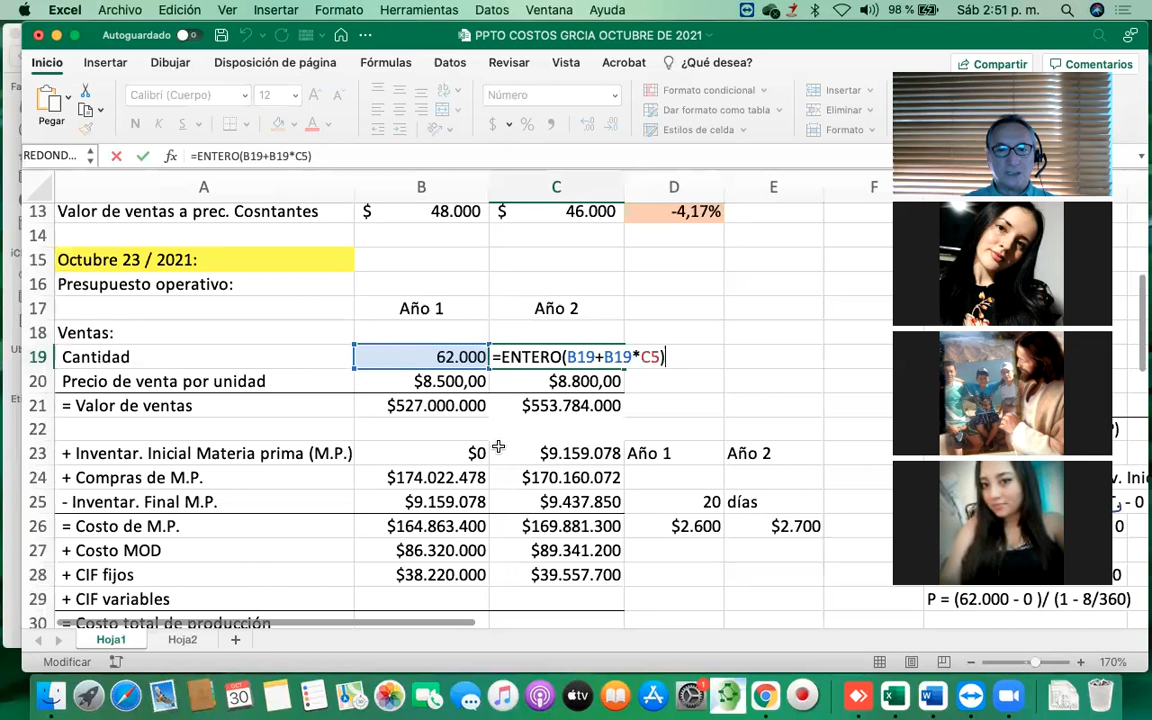 Excel Archivo Edición Ver Insertar Formato Herramientas Datos Ventana Ayuda 98 % Sáb 2:51 p. m.
Autoguardado PPTO COSTOS GRCIA OCTUBRE DE 2021
Inicio Insertar Dibujar Disposición de página Fórmulas Datos Revisar Vista Acrobat ¿Qué desea? Compartir Comentarios
Pegar Calibri (Cuerpo) 12 Número Formato condicional Insertar
Dar formato como tabla Eliminar
Estilos de celda Formato
REDOND... fx =ENTERO(B19+B19*C5)
A B C D E F
13 Valor de ventas a prec. Cosntantes $ 48.000 $ 46.000 -4,17%
14
15 Octubre 23 / 2021:
16 Presupuesto operativo:
17 Año 1 Año 2
18 Ventas:
19 Cantidad 62.000 =ENTERO(B19+B19*C5)
20 Precio de venta por unidad $8.500,00 $8.800,00
21 = Valor de ventas $527.000.000 $553.784.000
22
23 + Inventar. Inicial Materia prima (M.P.) $0 $9.159.078 Año 1 Año 2
24 + Compras de M.P. $174.022.478 $170.160.072
25 - Inventar. Final M.P. $9.159.078 $9.437.850 20 días
26 = Costo de M.P. $164.863.400 $169.881.300 $2.600 $2.700
27 + Costo MOD $86.320.000 $89.341.200
28 + CIF fijos $38.220.000 $39.557.700
29 + CIF variables P = (62.000 - 0 )/ (1 - 8/360)
30 = Costo total de producción
Hoja1 Hoja2 +
Modificar 170%
OCT
30